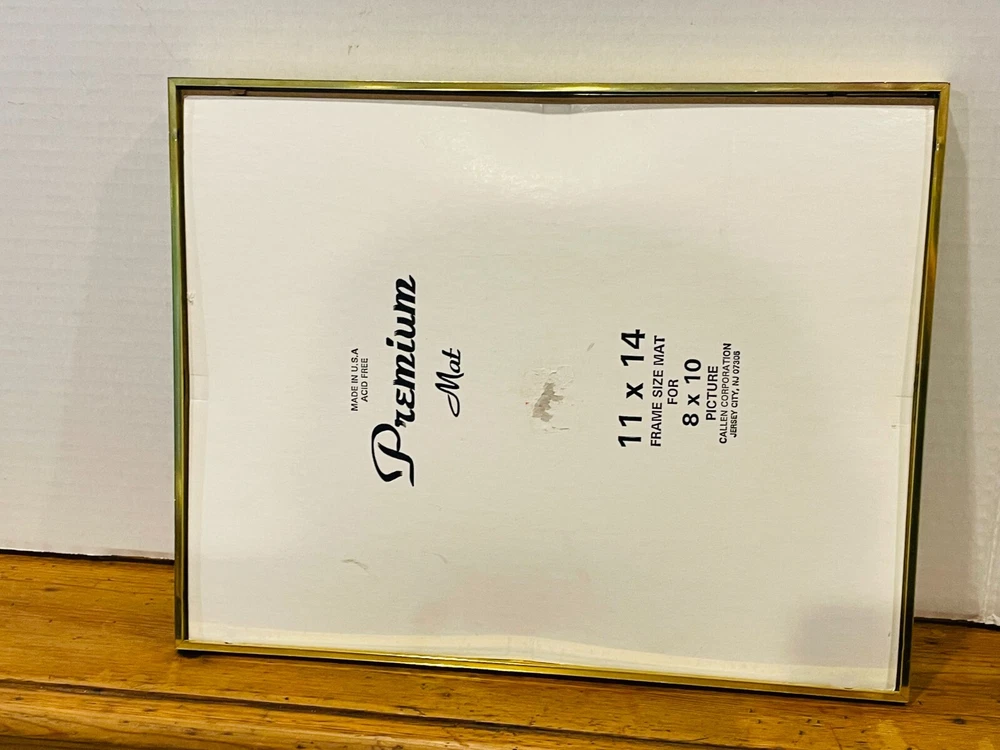 MADE IN U.S.A
ACID FREE
Premium
Mat
11 x 14
FRAME SIZE MAT
FOR
8 x 10
PICTURE
CALLEN CORPORATION
JERSEY CITY, NJ 07305